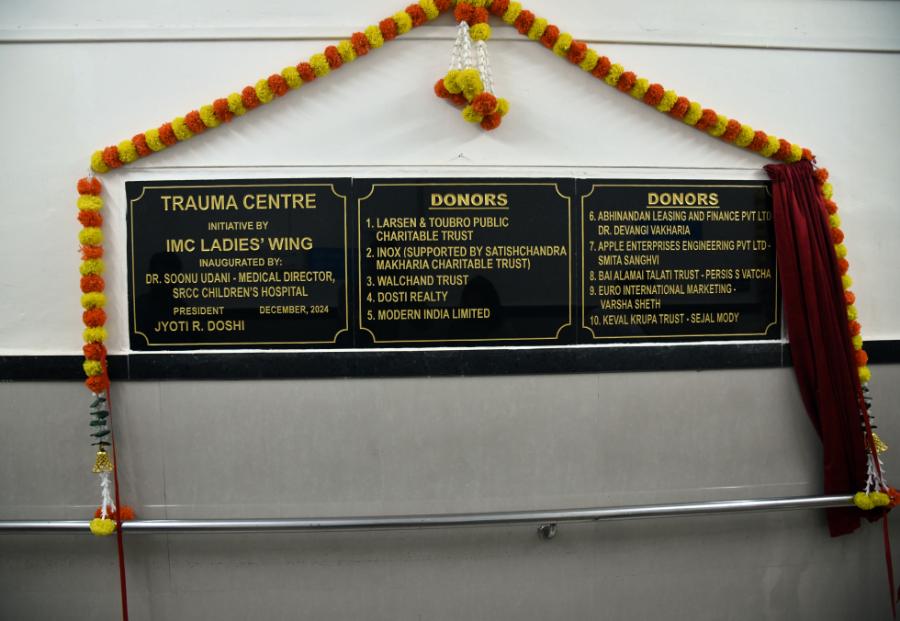 TRAUMA CENTRE
INITIATIVE BY
IMC LADIES' WING
INAUGURATED BY:
DR. SOONU UDANI - MEDICAL DIRECTOR,
SRCC CHILDREN'S HOSPITAL
PRESIDENT DECEMBER, 2024
JYOTI R. DOSHI
DONORS
1. LARSEN & TOUBRO PUBLIC
CHARITABLE TRUST
2. INOX (SUPPORTED BY SATISHCHANDRA
MAKHARIA CHARITABLE TRUST)
3. WALCHAND TRUST
4. DOSTI REALTY
5. MODERN INDIA LIMITED
DONORS
6. ABHINANDAN LEASING AND FINANCE PVT LTD
DR. DEVANGI VAKHARIA
7. APPLE ENTERPRISES ENGINEERING PVT LTD -
SMITA SANGHVI
8. BAI ALAMAI TALATI TRUST - PERSIS S VATCHA
9. EURO INTERNATIONAL MARKETING -
VARSHA SHETH
10. KEVAL KRUPA TRUST - SEJAL MODY